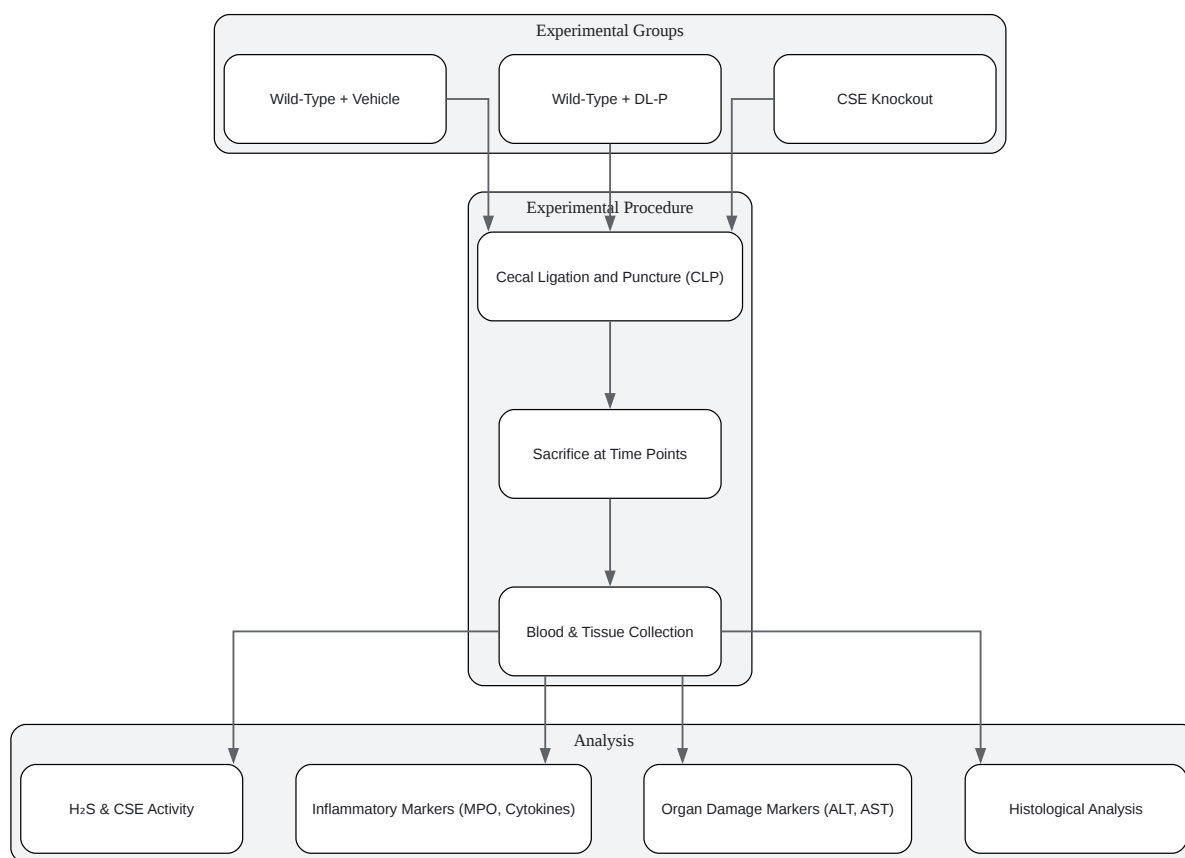 Experimental Groups
Wild-Type + Vehicle
Wild-Type + DL-P
CSE Knockout
Experimental Procedure
Cecal Ligation and Puncture (CLP)
Sacrifice at Time Points
Blood & Tissue Collection
Analysis
H₂S & CSE Activity
Inflammatory Markers (MPO, Cytokines)
Organ Damage Markers (ALT, AST)
Histological Analysis